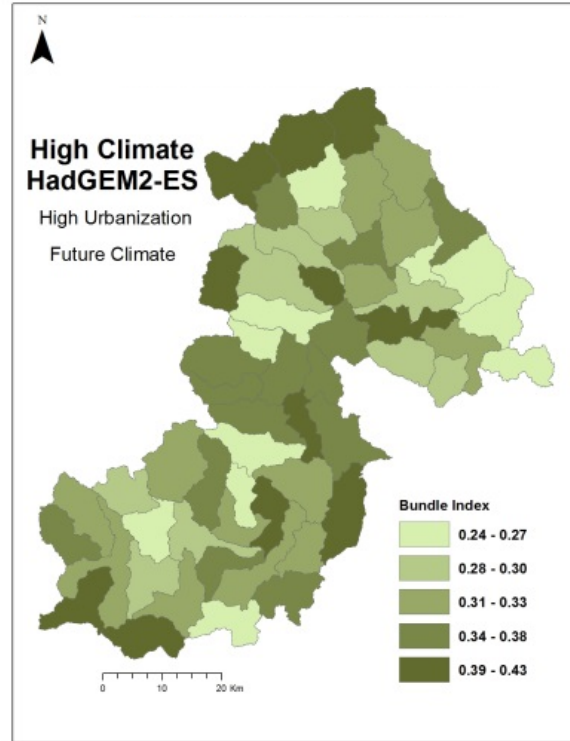 N
High Climate
HadGEM2-ES
High Urbanization
Future Climate
Bundle Index
0.24 - 0.27
0.28 - 0.30
0.31 - 0.33
0.34 - 0.38
0.39 - 0.43
0 10 20 Km